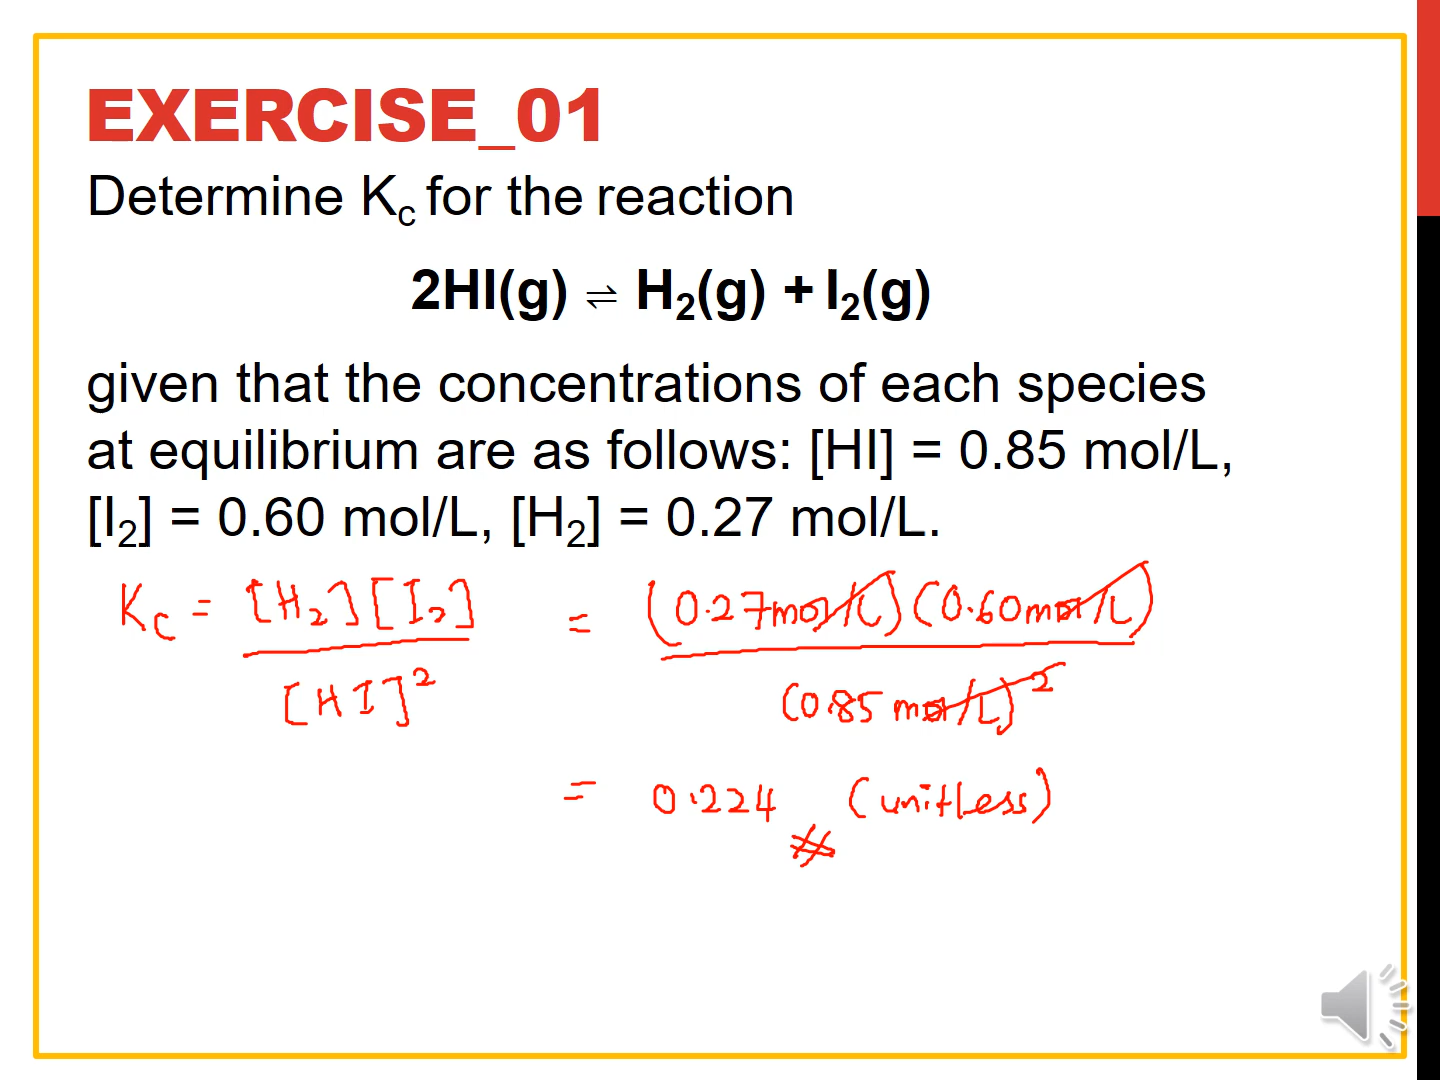 EXERCISE_01
Determine Kc for the reaction
2HI(g) ⇌ H₂(g) + I₂(g)
given that the concentrations of each species
at equilibrium are as follows: [HI] = 0.85 mol/L,
[I₂] = 0.60 mol/L, [H₂] = 0.27 mol/L.
Kc = [H₂][I₂] / [HI]² = (0.27 mol/L)(0.60 mol/L) / (0.85 mol/L)²
= 0.224 (unitless)